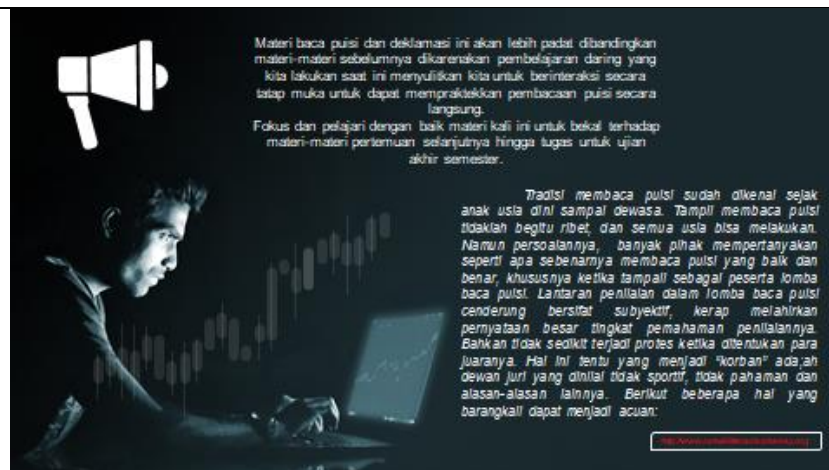 Materi baca puisi dan deklamasi ini akan lebih padat dibandingkan
materi-materi sebelumnya dikarenakan pembelajaran daring yang
kita lakukan saat ini menyulitkan kita untuk berinteraksi secara
tatap muka untuk dapat mempraktekkan pembacaan puisi secara
langsung.
Fokus dan pelajari dengan baik materi kali ini untuk bekal terhadap
materi-materi pertemuan selanjutnya hingga tugas untuk ujian
akhir semester.
Tradisi membaca puisi sudah dikenal sejak
anak usia dini sampai dewasa. Tampil membaca puisi
tidaklah begitu ribet, dan semua usia bisa melakukan.
Namun persoalannya, banyak pihak mempertanyakan
seperti apa sebenarnya membaca puisi yang baik dan
benar, khususnya ketika tampail sebagai peserta lomba
baca puisi. Lantaran penilaian dalam lomba baca puisi
cenderung bersifat subyektif, kerap melahirkan
pernyataan besar tingkat pemahaman penilaiannya.
Bahkan tidak sedikit terjadi protes ketika ditentukan para
juaranya. Hal ini tentu yang menjadi “korban” ada;ah
dewan juri yang dinilai tidak sportif, tidak pahaman dan
alasan-alasan lainnya. Berikut beberapa hal yang
barangkali dapat menjadi acuan: